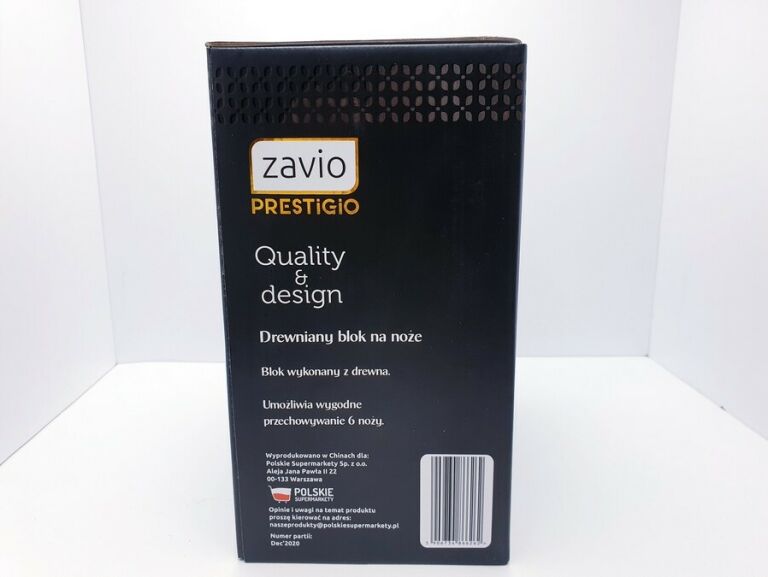 zavio
PRESTiGiO
Quality
&
design
Drewniany blok na noże
Blok wykonany z drewna.
Umożliwia wygodne
przechowywanie 6 noży.
Wyprodukowano w Chinach dla:
Polskie Supermarkety Sp. z o.o.
Aleja Jana Pawła II 22
00-133 Warszawa
POLSKIE
SUPERMARKETY
Opinie i uwagi na temat produktu
proszę kierować na adres:
naszeprodukty@polskiesupermarkety.pl
Numer partii:
Dec'2020